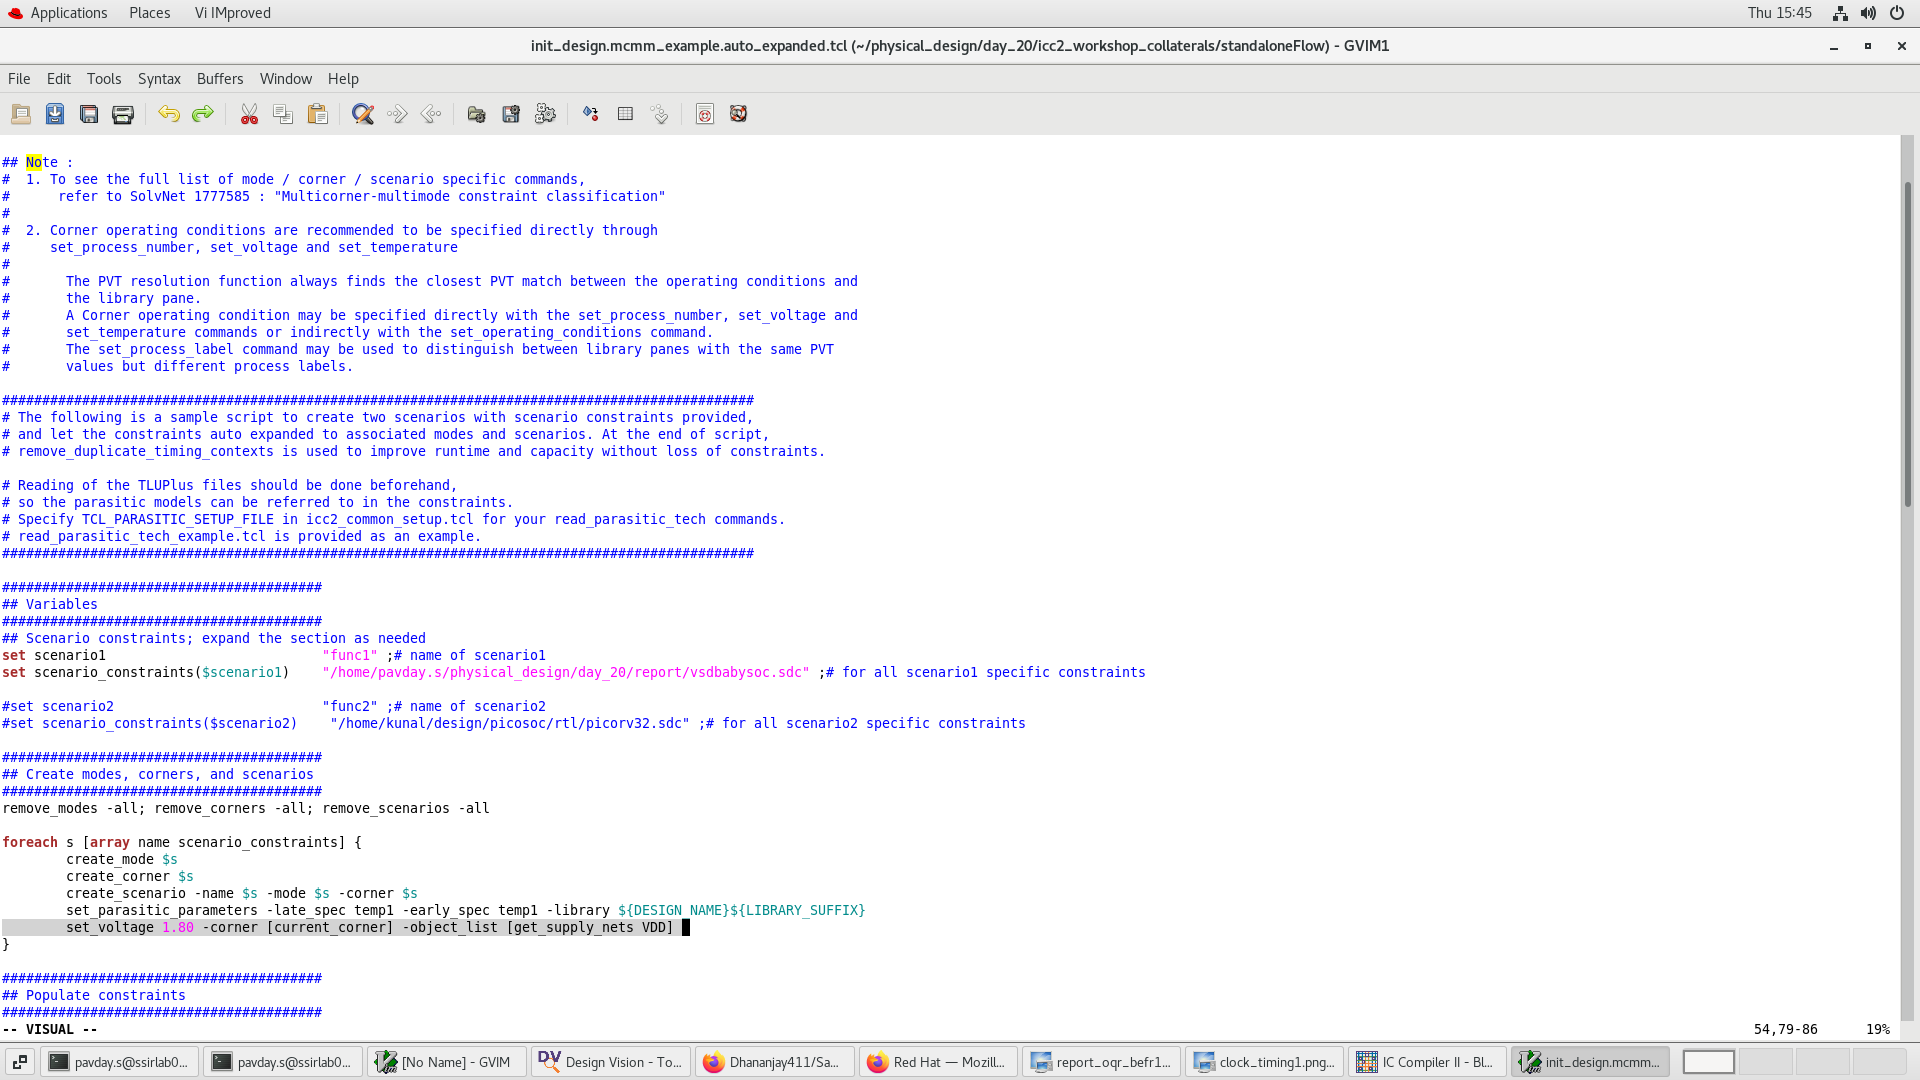 Applications Places Vi IMproved Thu 15:45
init_design.mcmm_example.auto_expanded.tcl (~/physical_design/day_20/icc2_workshop_collaterals/standaloneFlow) - GVIM1
File Edit Tools Syntax Buffers Window Help
## Note :
#  1. To see the full list of mode / corner / scenario specific commands,
#      refer to SolvNet 1777585 : "Multicorner-multimode constraint classification"
#
#  2. Corner operating conditions are recommended to be specified directly through
#     set_process_number, set_voltage and set_temperature
#
#       The PVT resolution function always finds the closest PVT match between the operating conditions and
#       the library pane.
#       A Corner operating condition may be specified directly with the set_process_number, set_voltage and
#       set_temperature commands or indirectly with the set_operating_conditions command.
#       The set_process_label command may be used to distinguish between library panes with the same PVT
#       values but different process labels.
##############################################################################################
# The following is a sample script to create two scenarios with scenario constraints provided,
# and let the constraints auto expanded to associated modes and scenarios. At the end of script,
# remove_duplicate_timing_contexts is used to improve runtime and capacity without loss of constraints.
# Reading of the TLUPlus files should be done beforehand,
# so the parasitic models can be referred to in the constraints.
# Specify TCL_PARASITIC_SETUP_FILE in icc2_common_setup.tcl for your read_parasitic_tech commands.
# read_parasitic_tech_example.tcl is provided as an example.
##############################################################################################
########################################
## Variables
########################################
## Scenario constraints; expand the section as needed
set scenario1                           "func1" ;# name of scenario1
set scenario_constraints($scenario1)    "/home/pavday.s/physical_design/day_20/report/vsdbabysoc.sdc" ;# for all scenario1 specific constraints
#set scenario2                          "func2" ;# name of scenario2
#set scenario_constraints($scenario2)    "/home/kunal/design/picosoc/rtl/picorv32.sdc" ;# for all scenario2 specific constraints
########################################
## Create modes, corners, and scenarios
########################################
remove_modes -all; remove_corners -all; remove_scenarios -all
foreach s [array name scenario_constraints] {
        create_mode $s
        create_corner $s
        create_scenario -name $s -mode $s -corner $s
        set_parasitic_parameters -late_spec temp1 -early_spec temp1 -library ${DESIGN_NAME}${LIBRARY_SUFFIX}
        set_voltage 1.80 -corner [current_corner] -object_list [get_supply_nets VDD]
}
########################################
## Populate constraints
########################################
-- VISUAL -- 54,79-86 19%
pavday.s@ssirlab0... pavday.s@ssirlab0... [No Name] - GVIM Design Vision - To... Dhananjay411/Sa... Red Hat — Mozill... report_oqr_befr1... clock_timing1.png... IC Compiler II - Bl... init_design.mcmm...